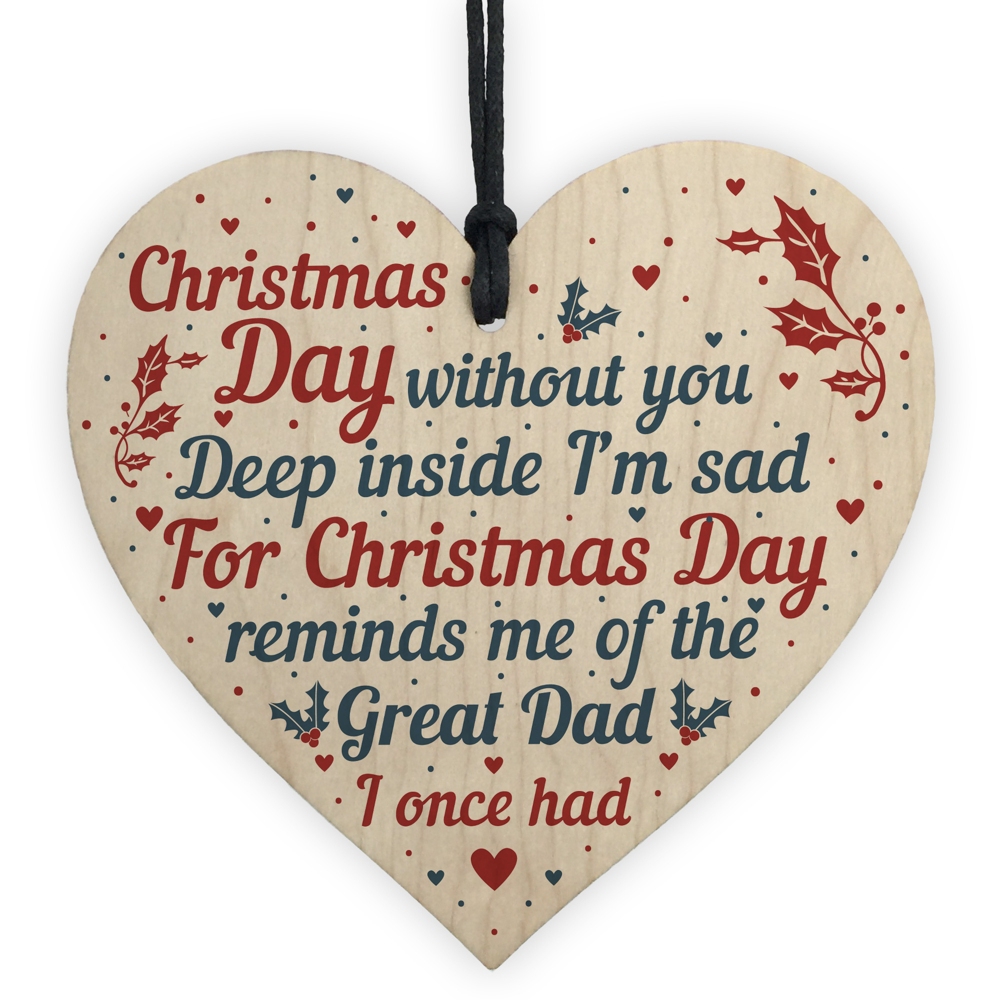 Christmas
Day without you
Deep inside I'm sad
For Christmas Day
reminds me of the
Great Dad
I once had